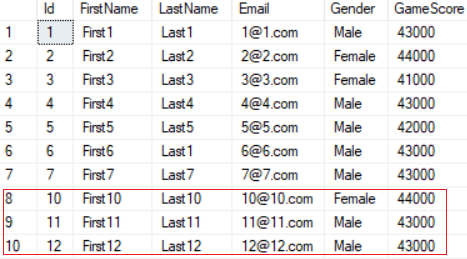 Id FirstName LastName Email Gender GameScore
1 1 First1 Last1 1@1.com Male 43000
2 2 First2 Last2 2@2.com Female 44000
3 3 First3 Last3 3@3.com Female 41000
4 4 First4 Last4 4@4.com Male 43000
5 5 First5 Last5 5@5.com Male 42000
6 6 First6 Last1 6@6.com Male 43000
7 7 First7 Last7 7@7.com Male 43000
8 10 First10 Last10 10@10.com Female 44000
9 11 First11 Last11 11@11.com Male 43000
10 12 First12 Last12 12@12.com Male 43000